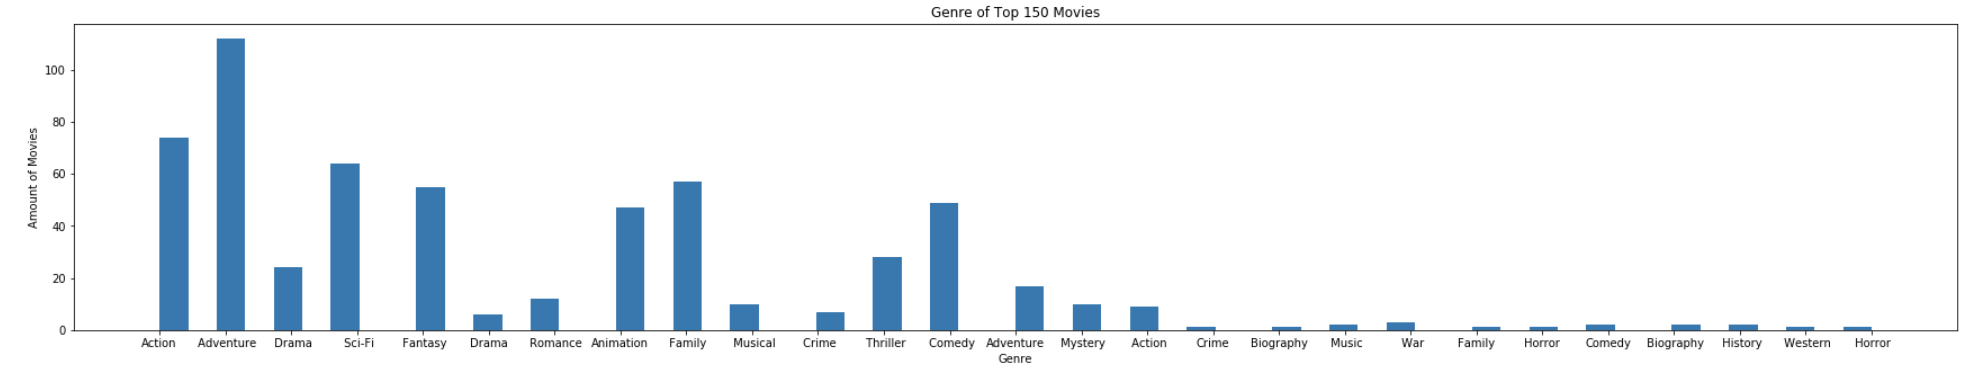 Genre of Top 150 Movies
Amount of Movies
100
80
60
40
20
0
Action Adventure Drama Sci-Fi Fantasy Drama Romance Animation Family Musical Crime Thriller Comedy Adventure Mystery Action Crime Biography Music War Family Horror Comedy Biography History Western Horror
Genre